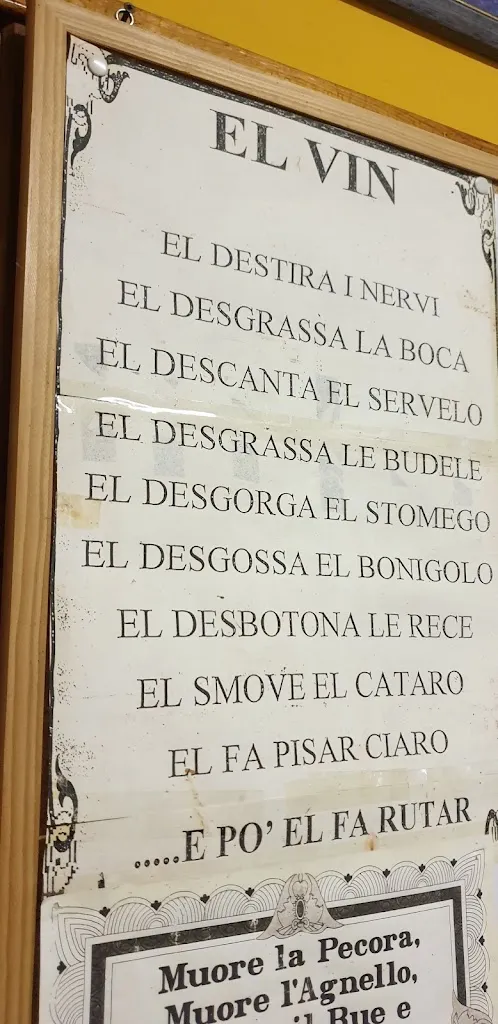 EL VIN
EL DESTIRA I NERVI
EL DESGRASSA LA BOCA
EL DESCANTA EL SERVELO
EL DESGRASSA LE BUDELE
EL DESGORGA EL STOMEGO
EL DESGOSSA EL BONIGOLO
EL DESBOTONA LE RECE
EL SMOVE EL CATARO
EL FA PISAR CIARO
.....E PO' EL FA RUTAR
Muore la Pecora,
Muore l'Agnello,
il Bue e